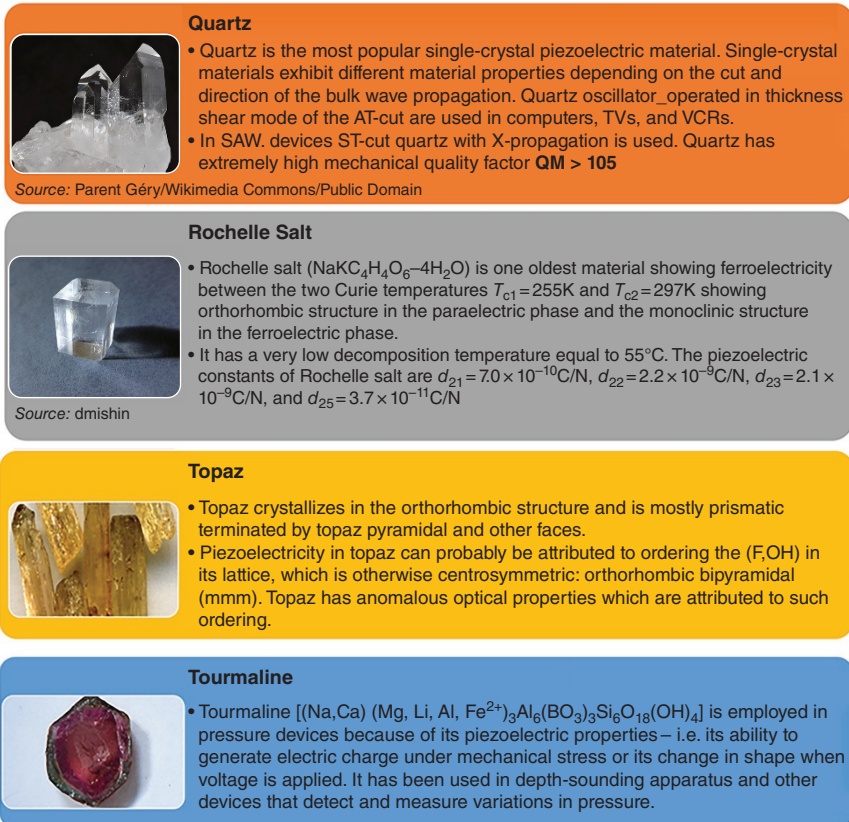 Quartz
• Quartz is the most popular single-crystal piezoelectric material. Single-crystal
materials exhibit different material properties depending on the cut and
direction of the bulk wave propagation. Quartz oscillator_operated in thickness
shear mode of the AT-cut are used in computers, TVs, and VCRs.
• In SAW. devices ST-cut quartz with X-propagation is used. Quartz has
extremely high mechanical quality factor QM > 105
Source: Parent Géry/Wikimedia Commons/Public Domain
Rochelle Salt
• Rochelle salt (NaKC₄H₄O₆–4H₂O) is one oldest material showing ferroelectricity
between the two Curie temperatures T_c1 = 255K and T_c2 = 297K showing
orthorhombic structure in the paraelectric phase and the monoclinic structure
in the ferroelectric phase.
• It has a very low decomposition temperature equal to 55°C. The piezoelectric
constants of Rochelle salt are d₂₁ = 7.0 × 10⁻¹⁰C/N, d₂₂ = 2.2 × 10⁻⁹C/N, d₂₃ = 2.1 ×
10⁻⁹C/N, and d₂₅ = 3.7 × 10⁻¹¹C/N
Source: dmishin
Topaz
• Topaz crystallizes in the orthorhombic structure and is mostly prismatic
terminated by topaz pyramidal and other faces.
• Piezoelectricity in topaz can probably be attributed to ordering the (F,OH) in
its lattice, which is otherwise centrosymmetric: orthorhombic bipyramidal
(mmm). Topaz has anomalous optical properties which are attributed to such
ordering.
Tourmaline
• Tourmaline [(Na,Ca) (Mg, Li, Al, Fe²⁺)₃Al₆(BO₃)₃Si₆O₁₈(OH)₄] is employed in
pressure devices because of its piezoelectric properties – i.e. its ability to
generate electric charge under mechanical stress or its change in shape when
voltage is applied. It has been used in depth-sounding apparatus and other
devices that detect and measure variations in pressure.